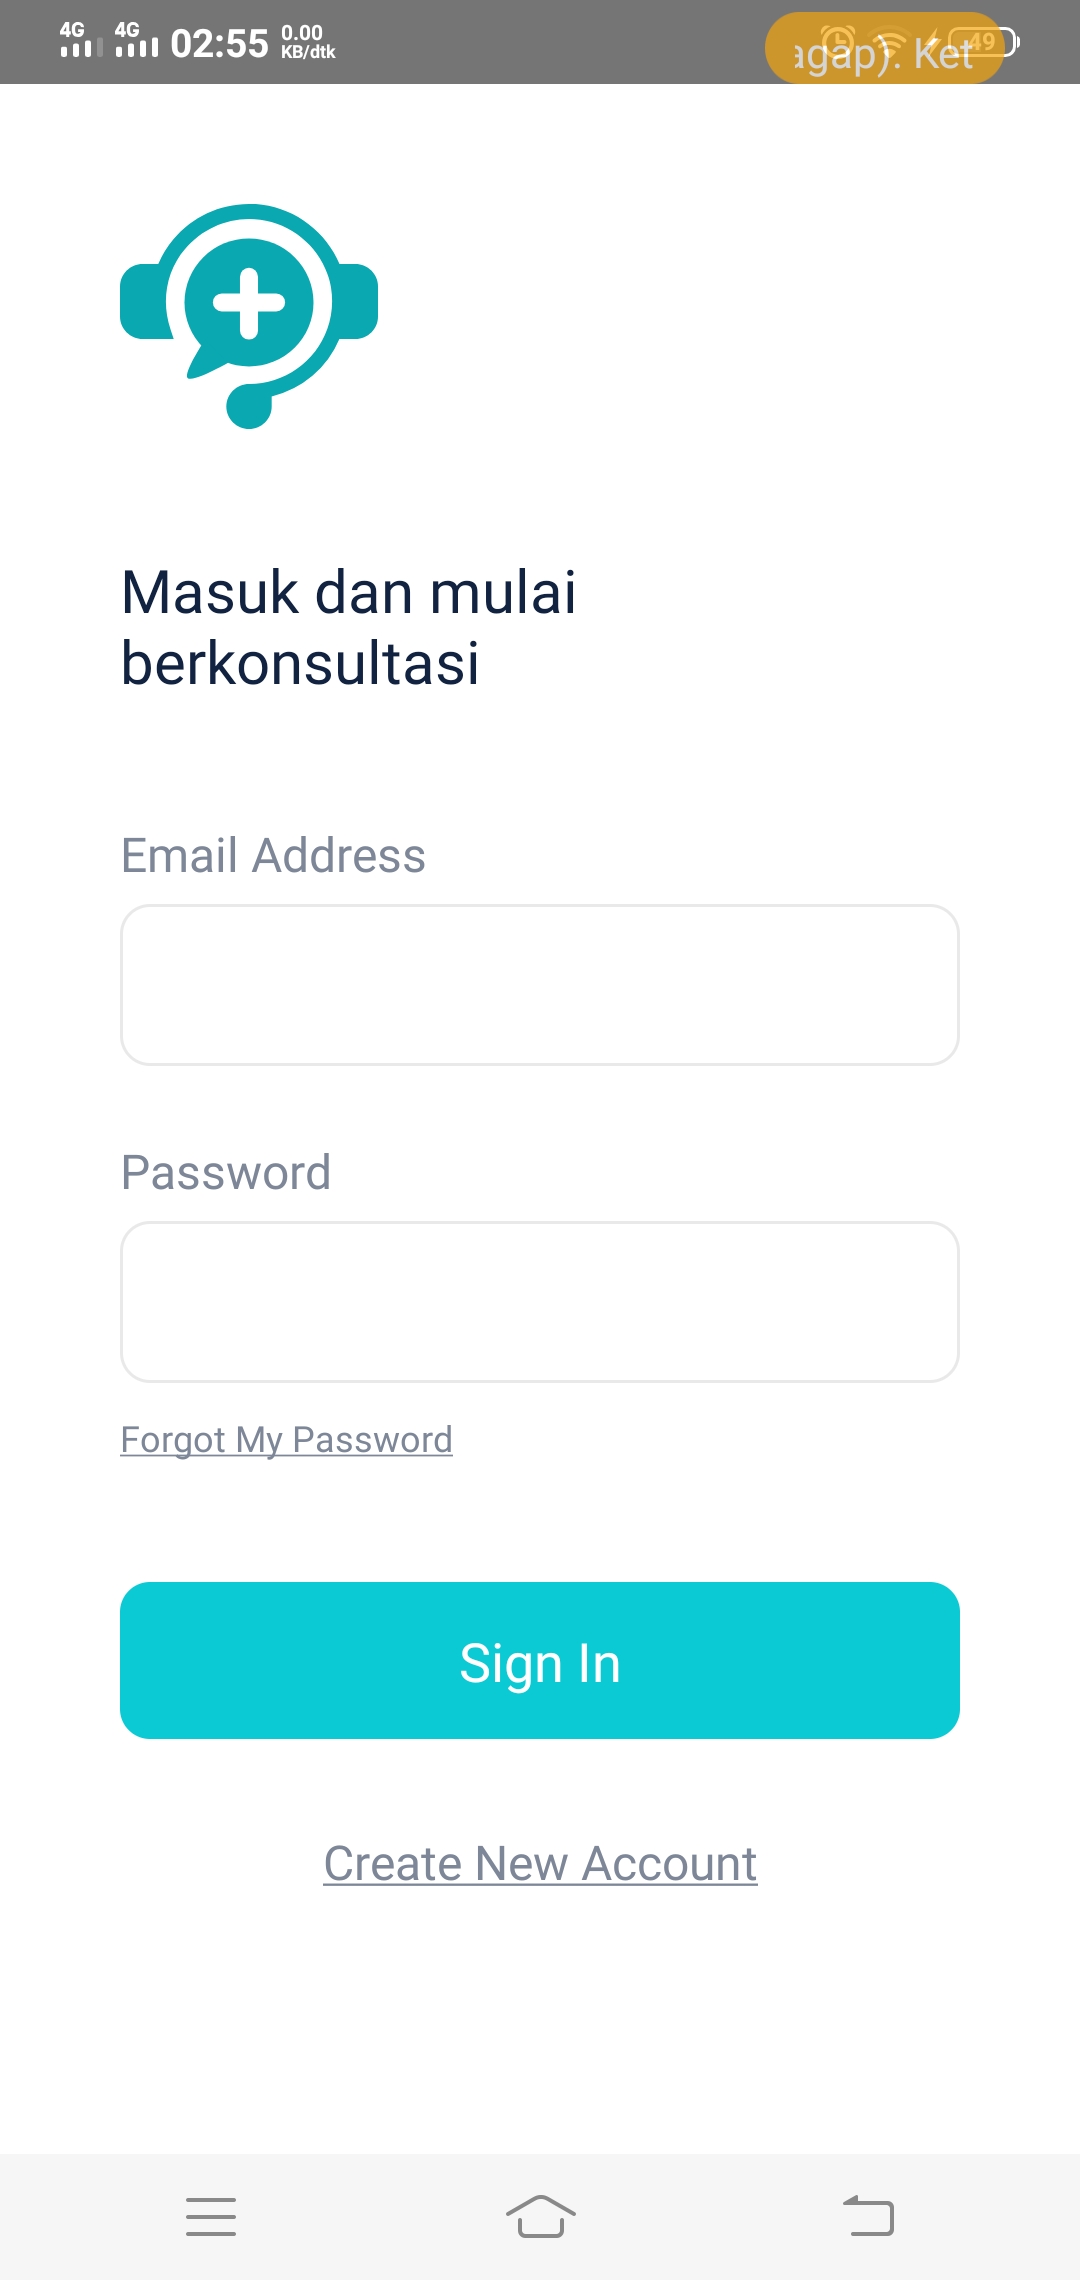 4G 4G 02:55 0.00 KB/dtk
agap). Ket 49
Masuk dan mulai
berkonsultasi
Email Address
Password
Forgot My Password
Sign In
Create New Account